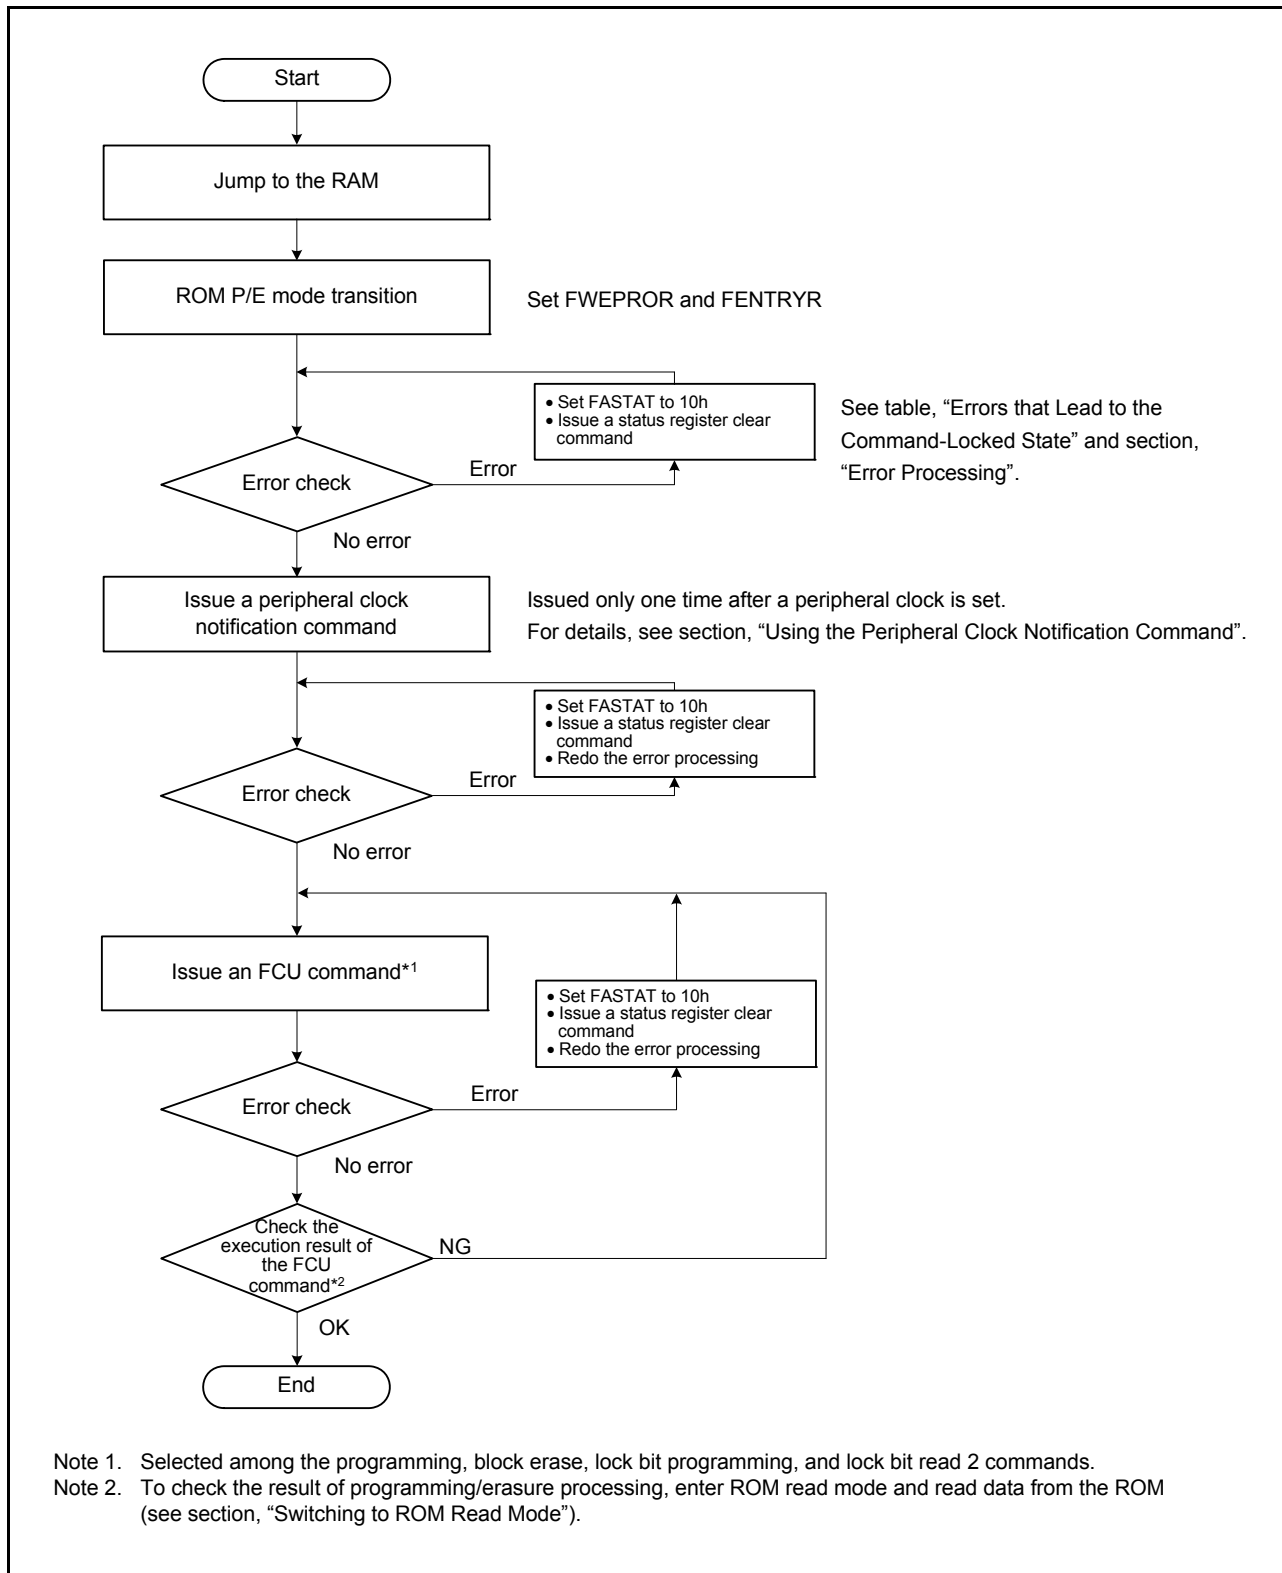 Start
Jump to the RAM
ROM P/E mode transition
Set FWEPROR and FENTRYR
• Set FASTAT to 10h
• Issue a status register clear
command
See table, “Errors that Lead to the
Command-Locked State” and section,
“Error Processing”.
Error check
Error
No error
Issue a peripheral clock
notification command
Issued only one time after a peripheral clock is set.
For details, see section, “Using the Peripheral Clock Notification Command”.
• Set FASTAT to 10h
• Issue a status register clear
command
• Redo the error processing
Error check
Error
No error
Issue an FCU command*1
• Set FASTAT to 10h
• Issue a status register clear
command
• Redo the error processing
Error check
Error
No error
Check the
execution result of
the FCU
command*2
NG
OK
End
Note 1. Selected among the programming, block erase, lock bit programming, and lock bit read 2 commands.
Note 2. To check the result of programming/erasure processing, enter ROM read mode and read data from the ROM
(see section, “Switching to ROM Read Mode”).